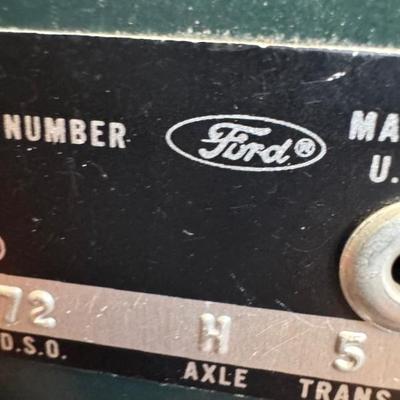 NUMBER Ford® MA
U.
72 H 5
D.S.O. AXLE TRANS